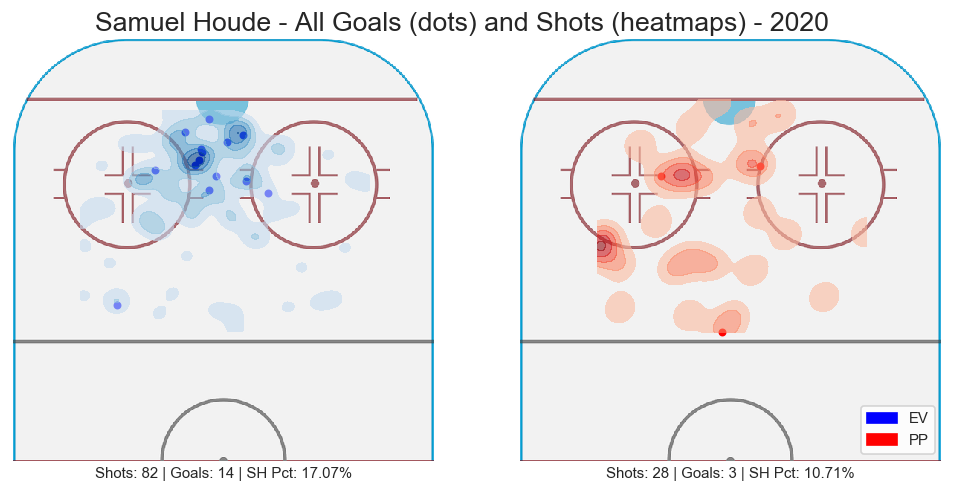 Samuel Houde - All Goals (dots) and Shots (heatmaps) - 2020
EV
PP
Shots: 82 | Goals: 14 | SH Pct: 17.07%
Shots: 28 | Goals: 3 | SH Pct: 10.71%